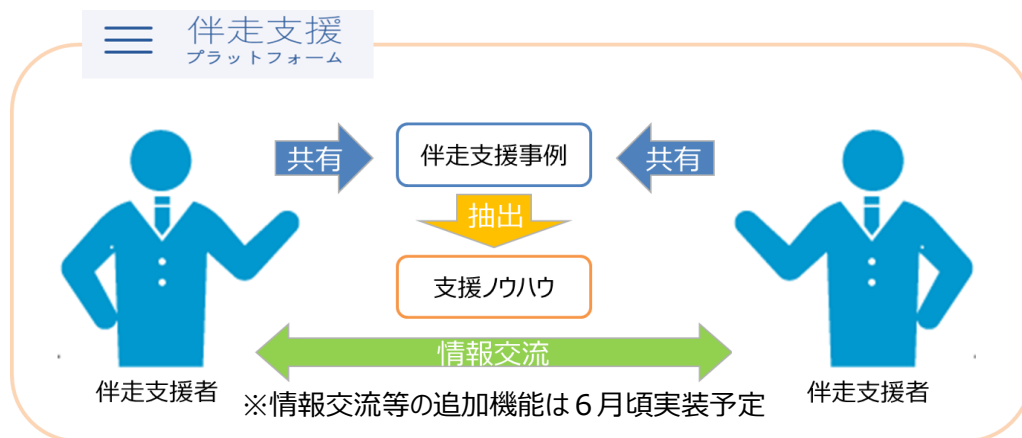 伴走支援
プラットフォーム
共有
伴走支援事例
共有
抽出
支援ノウハウ
情報交流
伴走支援者
伴走支援者
※情報交流等の追加機能は６月頃実装予定